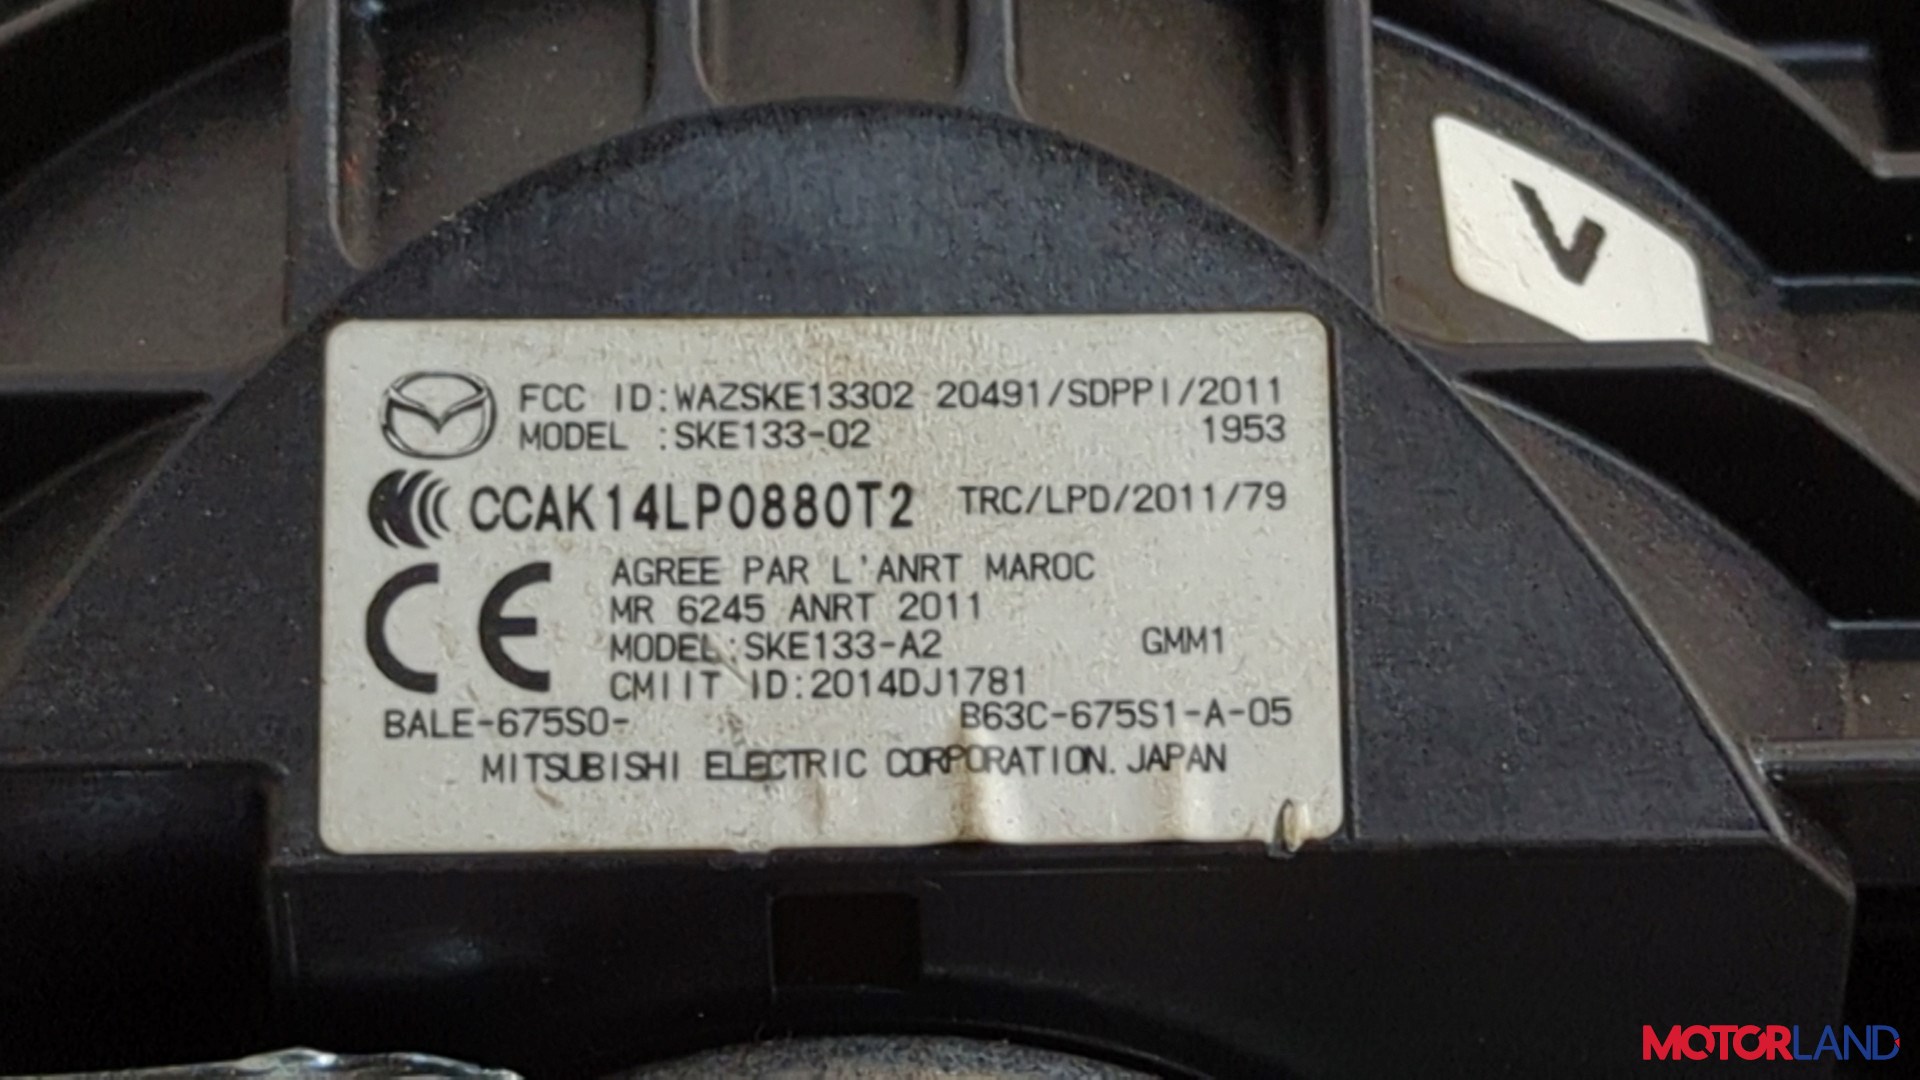 FCC ID:WAZSKE13302 20491/SDPPI/2011
MODEL :SKE133-02 1953
CCAK14LP0880T2 TRC/LPD/2011/79
CE AGREE PAR L'ANRT MAROC
MR 6245 ANRT 2011
MODEL:SKE133-A2 GMM1
CMIIT ID:2014DJ1781
BALE-675S0- B63C-675S1-A-05
MITSUBISHI ELECTRIC CORPORATION. JAPAN
V
MOTORLAND